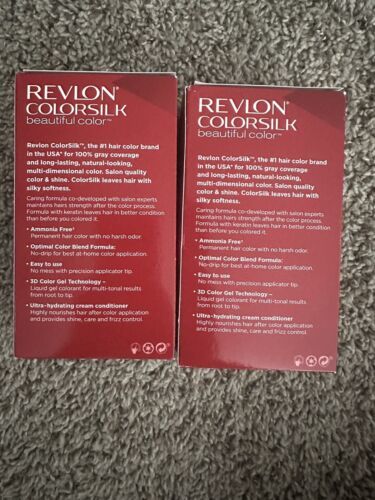 REVLON®
COLORSILK
beautiful color™
Revlon ColorSilk™, the #1 hair color brand
in the USA* for 100% gray coverage
and long-lasting, natural-looking,
multi-dimensional color. Salon quality
color & shine. ColorSilk leaves hair with
silky softness.
Caring formula co-developed with salon experts
maintains hairs strength after the color process.
Formula with keratin leaves hair in better condition
than before you colored it.
• Ammonia Free†
Permanent hair color with no harsh odor.
• Optimal Color Blend Formula:
No-drip for best at-home color application.
• Easy to use
No mess with precision applicator tip.
• 3D Color Gel Technology –
Liquid gel colorant for multi-tonal results
from root to tip.
• Ultra-hydrating cream conditioner
Highly nourishes hair after color application
and provides shine, care and frizz control.
REVLON®
COLORSILK
beautiful color™
Revlon ColorSilk™, the #1 hair color brand
in the USA* for 100% gray coverage
and long-lasting, natural-looking,
multi-dimensional color. Salon quality
color & shine. ColorSilk leaves hair with
silky softness.
Caring formula co-developed with salon experts
maintains hairs strength after the color process.
Formula with keratin leaves hair in better condition
than before you colored it.
• Ammonia Free†
Permanent hair color with no harsh odor.
• Optimal Color Blend Formula:
No-drip for best at-home color application.
• Easy to use
No mess with precision applicator tip.
• 3D Color Gel Technology –
Liquid gel colorant for multi-tonal results
from root to tip.
• Ultra-hydrating cream conditioner
Highly nourishes hair after color application
and provides shine, care and frizz control.